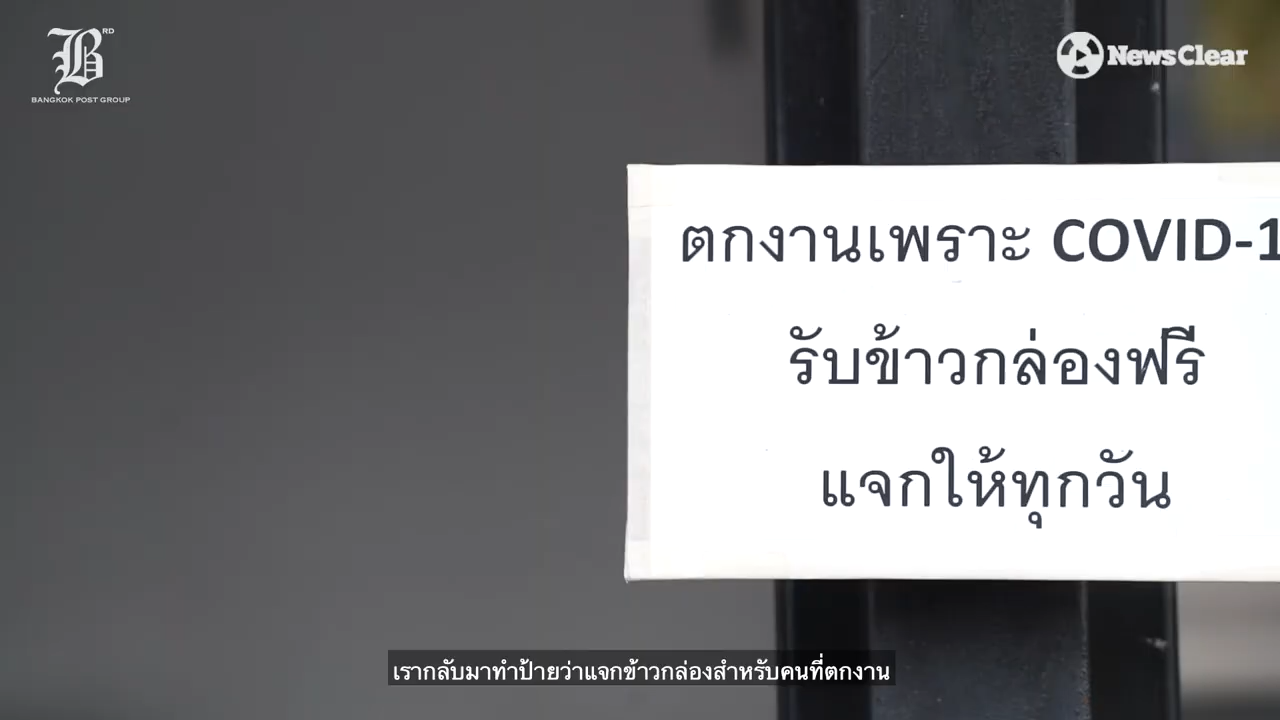 B RD
BANGKOK POST GROUP
NewsClear
ตกงานเพราะ COVID-1
รับข้าวกล่องฟรี
แจกให้ทุกวัน
เรากลับมาทำป้ายว่าแจกข้าวกล่องสำหรับคนที่ตกงาน